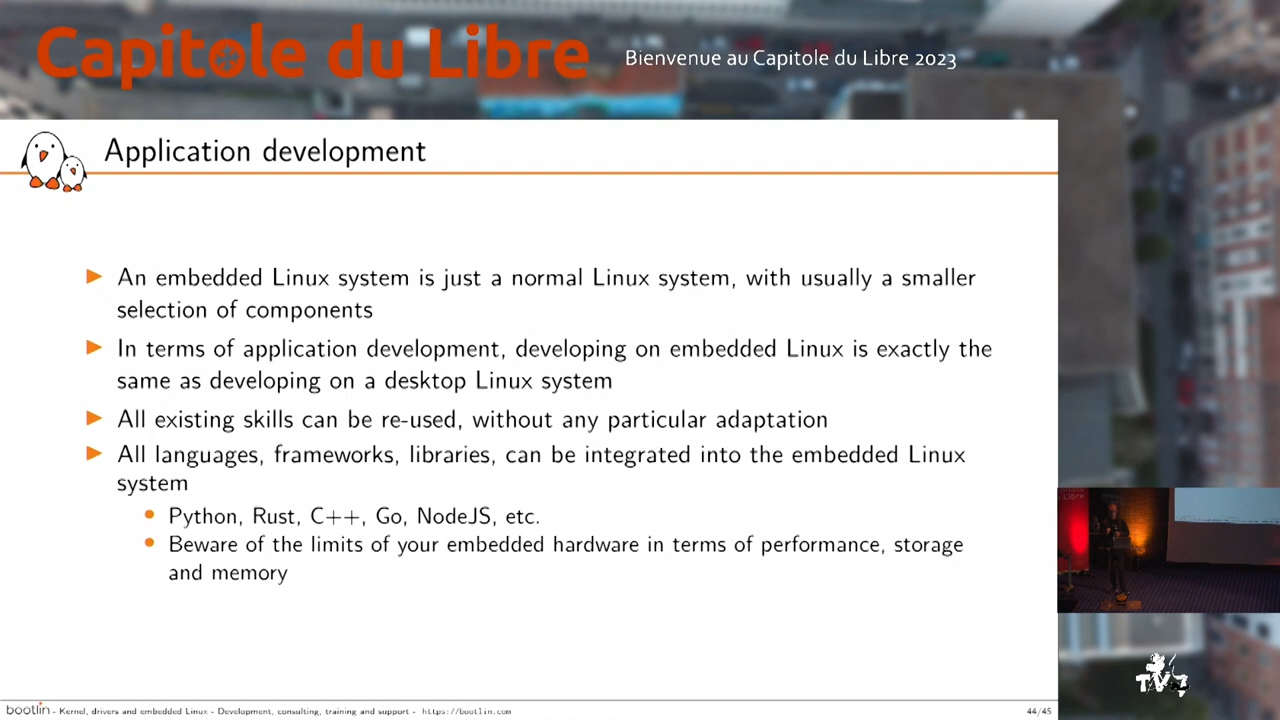 Capitole du Libre
Bienvenue au Capitole du Libre 2023
Application development
An embedded Linux system is just a normal Linux system, with usually a smaller
selection of components
In terms of application development, developing on embedded Linux is exactly the
same as developing on a desktop Linux system
All existing skills can be re-used, without any particular adaptation
All languages, frameworks, libraries, can be integrated into the embedded Linux
system
Python, Rust, C++, Go, NodeJS, etc.
Beware of the limits of your embedded hardware in terms of performance, storage
and memory
bootlin - Kernel, drivers and embedded Linux - Development, consulting, training and support - https://bootlin.com
44/45